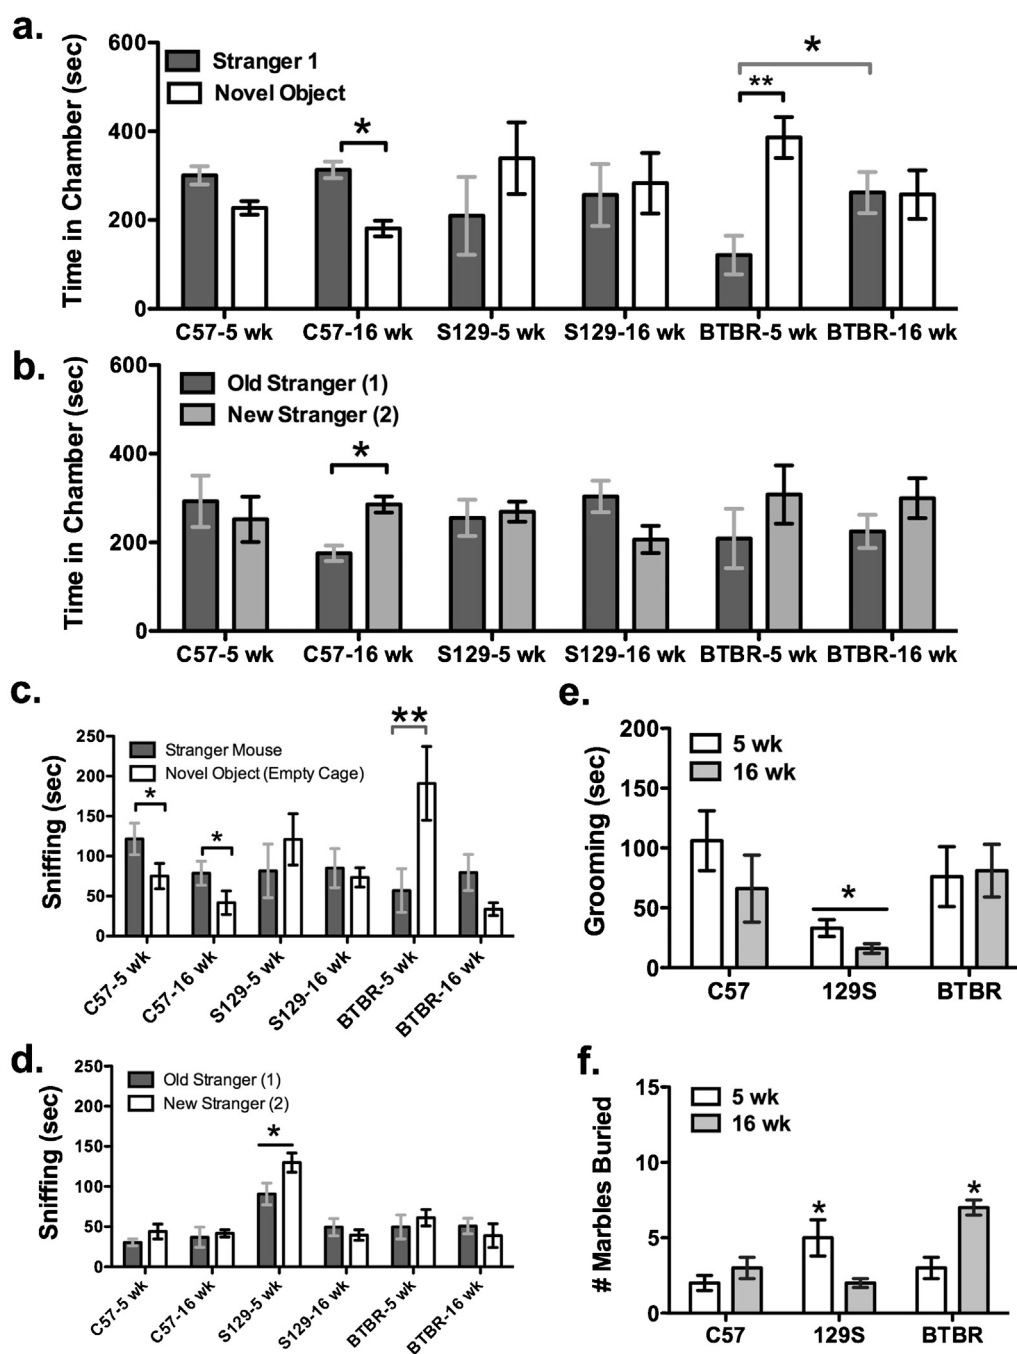 a.
Time in Chamber (sec)
600
400
200
0
Stranger 1
Novel Object
*
**
*
C57-5 wk C57-16 wk S129-5 wk S129-16 wk BTBR-5 wk BTBR-16 wk
b.
Time in Chamber (sec)
600
400
200
0
Old Stranger (1)
New Stranger (2)
*
C57-5 wk C57-16 wk S129-5 wk S129-16 wk BTBR-5 wk BTBR-16 wk
c.
Sniffing (sec)
250
200
150
100
50
0
Stranger Mouse
Novel Object (Empty Cage)
*
*
**
C57-5 wk
C57-16 wk
S129-5 wk
S129-16 wk
BTBR-5 wk
BTBR-16 wk
d.
Sniffing (sec)
250
200
150
100
50
0
Old Stranger (1)
New Stranger (2)
*
C57-5 wk
C57-16 wk
S129-5 wk
S129-16 wk
BTBR-5 wk
BTBR-16 wk
e.
Grooming (sec)
200
150
100
50
0
5 wk
16 wk
*
C57 129S BTBR
f.
# Marbles Buried
15
10
5
0
5 wk
16 wk
*
*
C57 129S BTBR